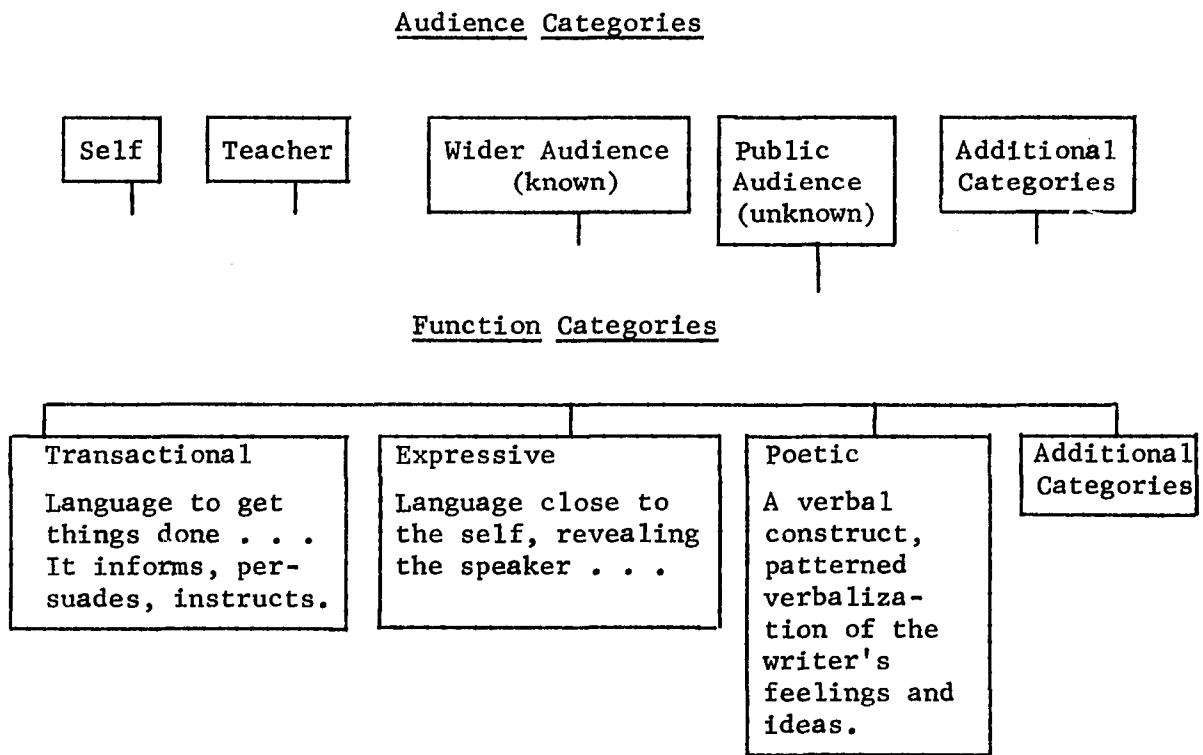 Audience Categories
Self
Teacher
Wider Audience
(known)
Public
Audience
(unknown)
Additional
Categories
Function Categories
Transactional
Language to get
things done . . .
It informs, per-
suades, instructs.
Expressive
Language close to
the self, revealing
the speaker . . .
Poetic
A verbal
construct,
patterned
verbaliza-
tion of the
writer's
feelings and
ideas.
Additional
Categories